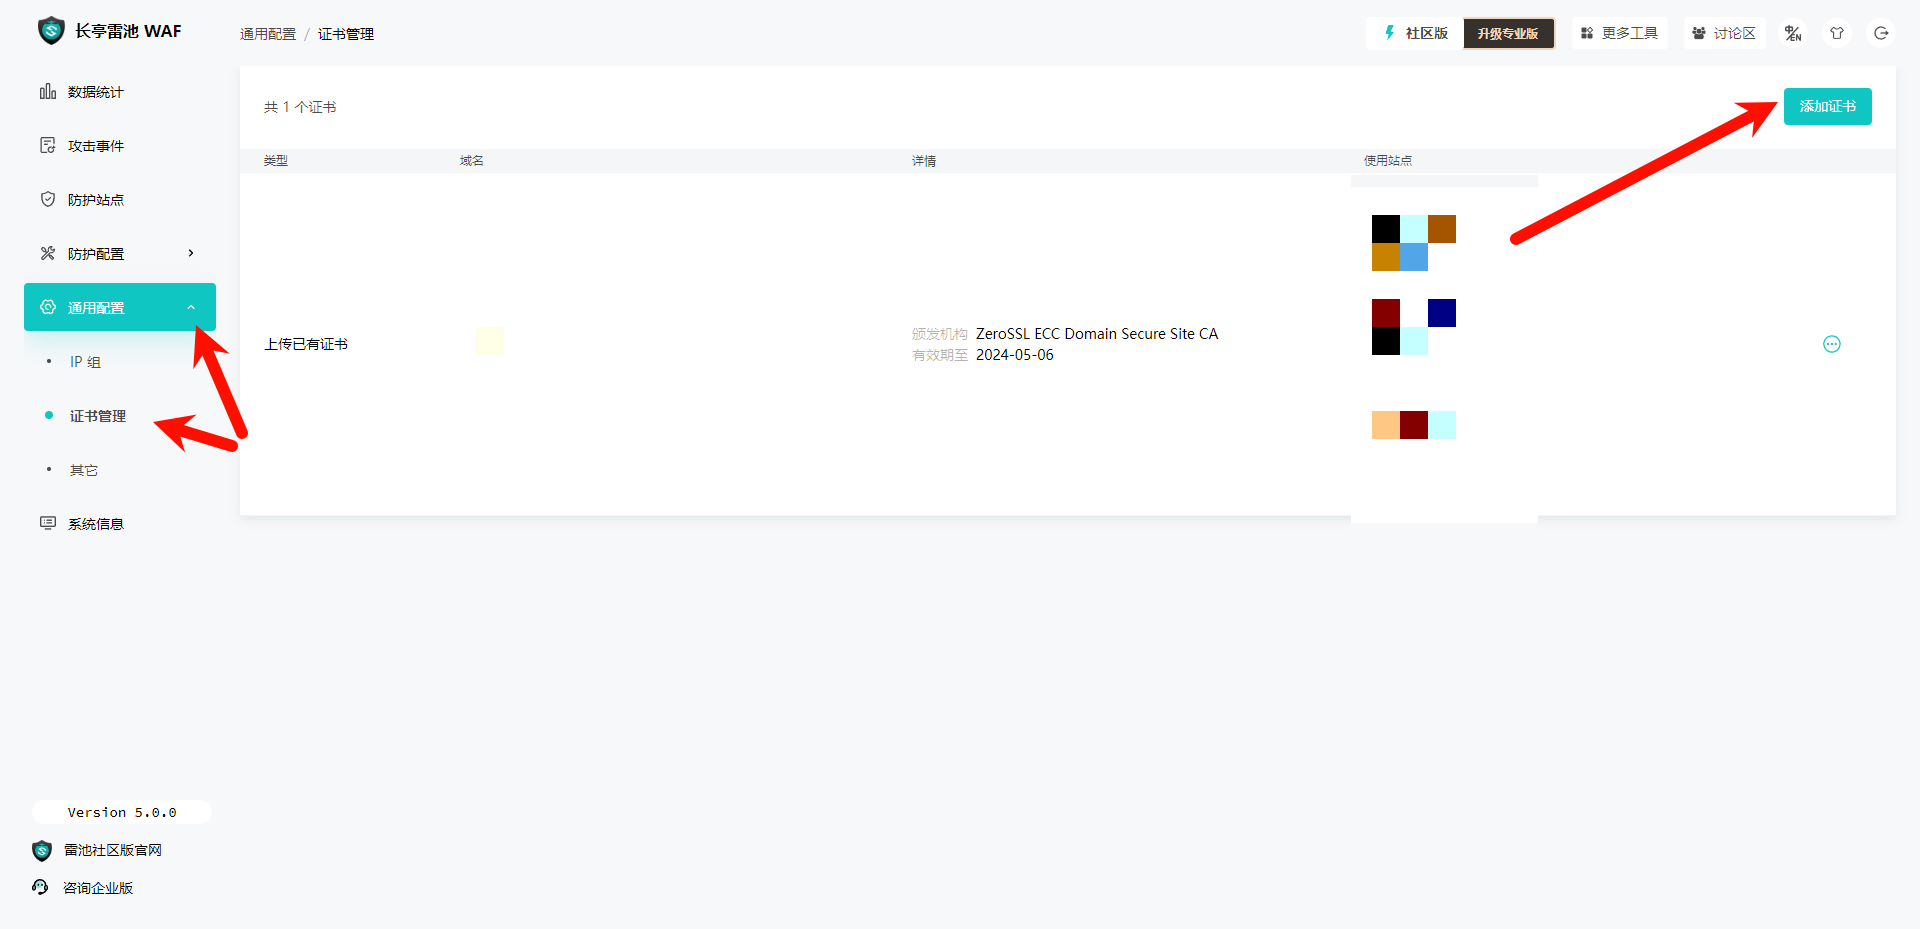 长亭雷池 WAF
通用配置 / 证书管理
社区版
升级专业版
更多工具
讨论区
中/EN
数据统计
攻击事件
防护站点
防护配置
通用配置
IP 组
证书管理
其它
系统信息
共 1 个证书
添加证书
类型 域名 详情 使用站点
上传已有证书
颁发机构 ZeroSSL ECC Domain Secure Site CA
有效期至 2024-05-06
Version 5.0.0
雷池社区版官网
咨询企业版